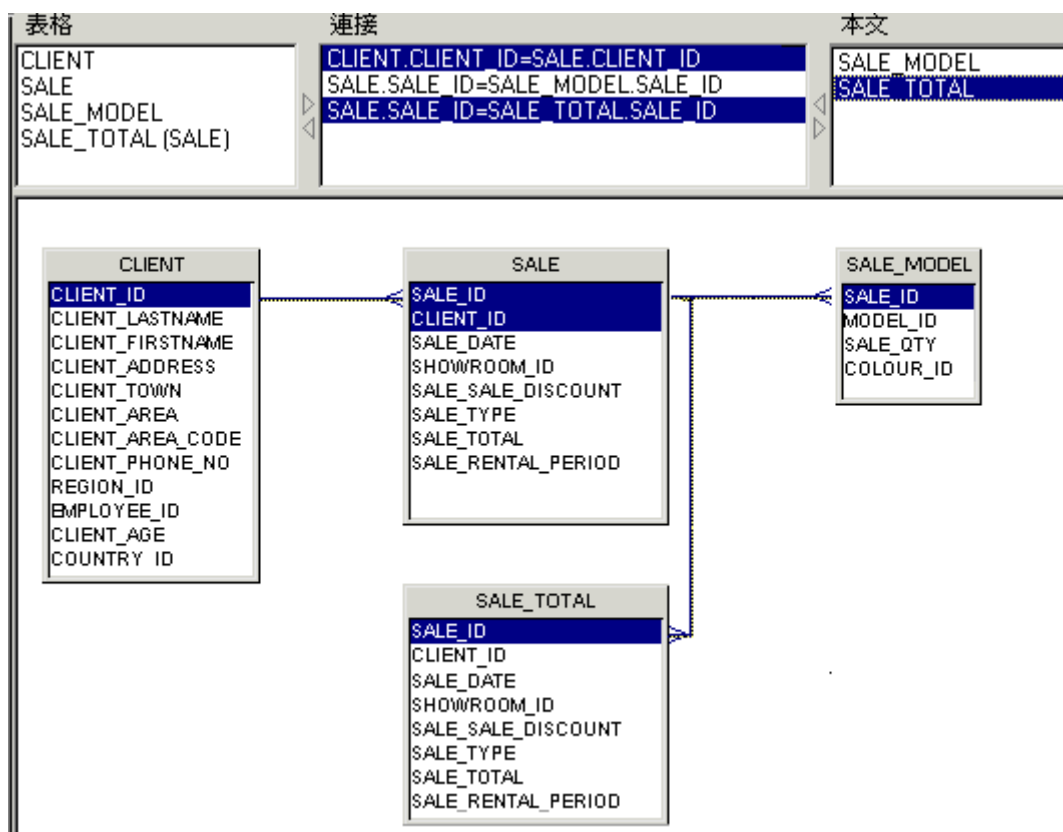 表格
連接
本文
CLIENT
SALE
SALE_MODEL
SALE_TOTAL (SALE)
CLIENT.CLIENT_ID=SALE.CLIENT_ID
SALE.SALE_ID=SALE_MODEL.SALE_ID
SALE.SALE_ID=SALE_TOTAL.SALE_ID
SALE_MODEL
SALE_TOTAL
CLIENT
CLIENT_ID
CLIENT_LASTNAME
CLIENT_FIRSTNAME
CLIENT_ADDRESS
CLIENT_TOWN
CLIENT_AREA
CLIENT_AREA_CODE
CLIENT_PHONE_NO
REGION_ID
EMPLOYEE_ID
CLIENT_AGE
COUNTRY_ID
SALE
SALE_ID
CLIENT_ID
SALE_DATE
SHOWROOM_ID
SALE_SALE_DISCOUNT
SALE_TYPE
SALE_TOTAL
SALE_RENTAL_PERIOD
SALE_MODEL
SALE_ID
MODEL_ID
SALE_QTY
COLOUR_ID
SALE_TOTAL
SALE_ID
CLIENT_ID
SALE_DATE
SHOWROOM_ID
SALE_SALE_DISCOUNT
SALE_TYPE
SALE_TOTAL
SALE_RENTAL_PERIOD